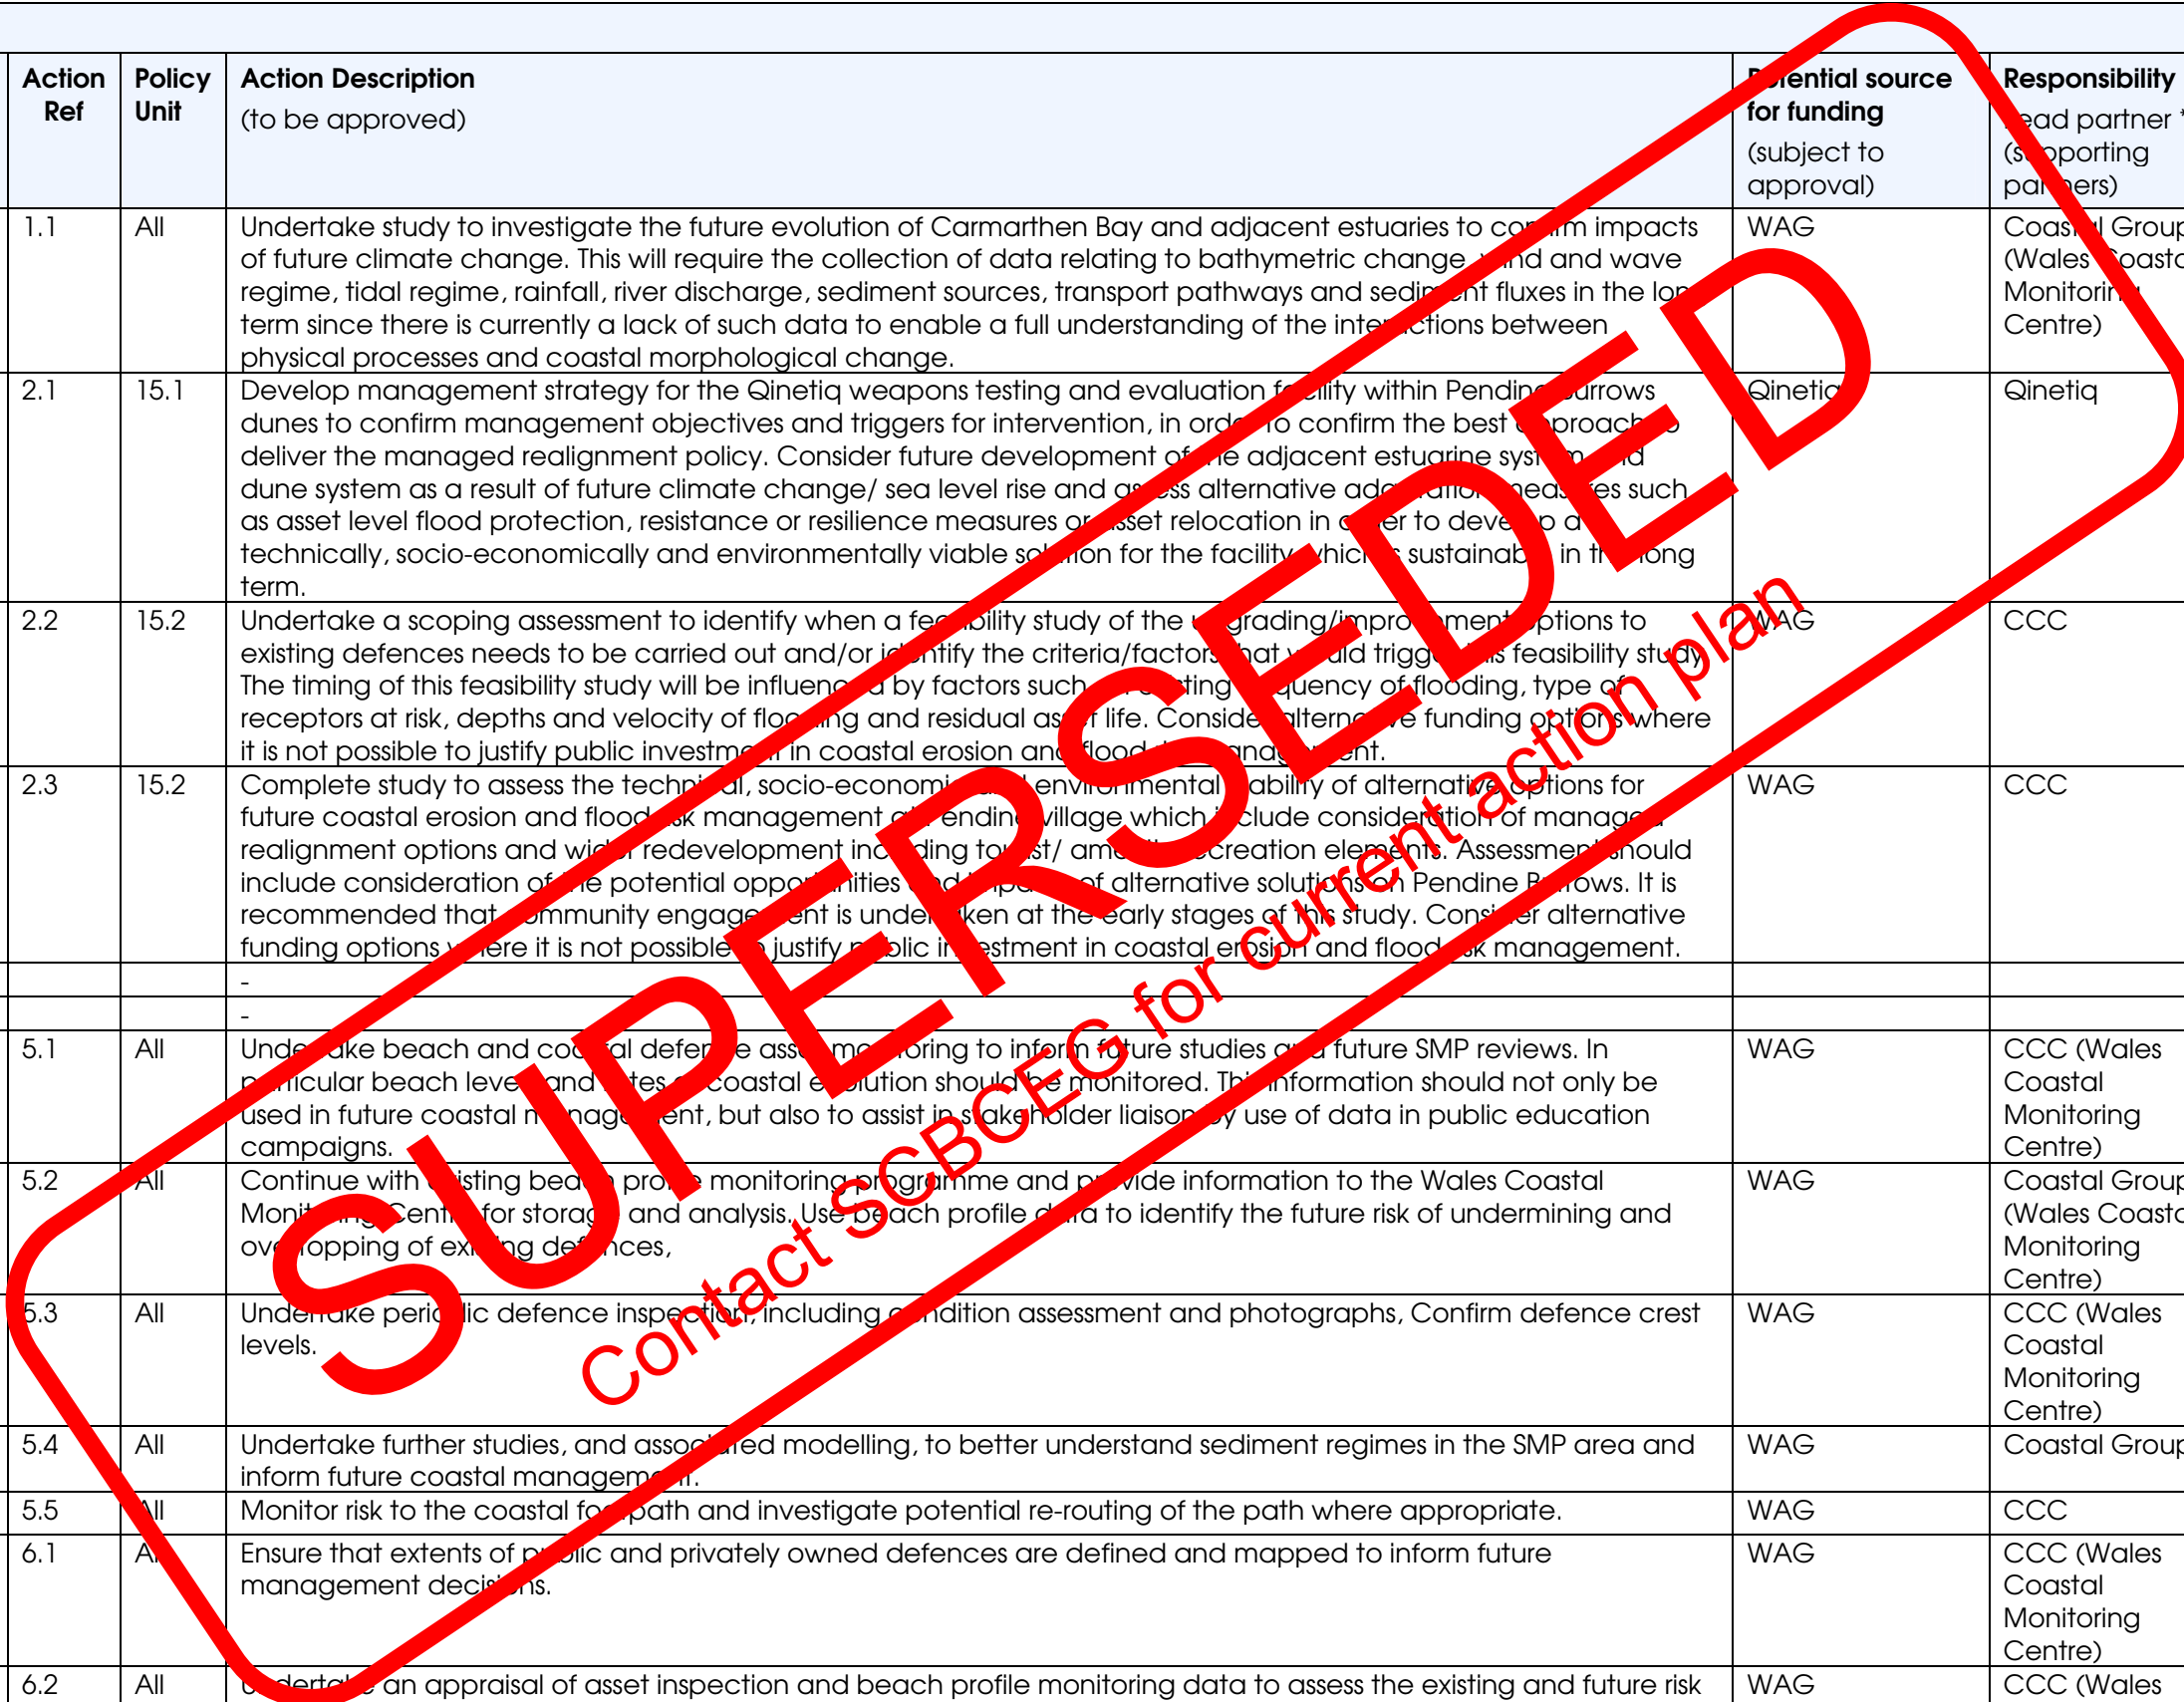 Action Ref
Policy Unit
Action Description
(to be approved)
Potential source for funding
(subject to approval)
Responsibility
Lead partner *
(supporting partners)
1.1
All
Undertake study to investigate the future evolution of Carmarthen Bay and adjacent estuaries to confirm impacts
of future climate change. This will require the collection of data relating to bathymetric change, wind and wave
regime, tidal regime, rainfall, river discharge, sediment sources, transport pathways and sediment fluxes in the long
term since there is currently a lack of such data to enable a full understanding of the interactions between
physical processes and coastal morphological change.
WAG
Coastal Group
(Wales Coastal
Monitoring
Centre)
2.1
15.1
Develop management strategy for the Qinetiq weapons testing and evaluation facility within Pendine Burrows
dunes to confirm management objectives and triggers for intervention, in order to confirm the best approach to
deliver the managed realignment policy. Consider future development of the adjacent estuarine system and
dune system as a result of future climate change/ sea level rise and assess alternative adaptation measures such
as asset level flood protection, resistance or resilience measures or asset relocation in order to develop a
technically, socio-economically and environmentally viable solution for the facility which is sustainable in the long
term.
Qinetiq
Qinetiq
2.2
15.2
Undertake a scoping assessment to identify when a feasibility study of the upgrading/improvement options to
existing defences needs to be carried out and/or identify the criteria/factors that would trigger this feasibility study.
The timing of this feasibility study will be influenced by factors such as existing frequency of flooding, type of
receptors at risk, depths and velocity of flooding and residual asset life. Consider alternative funding options where
it is not possible to justify public investment in coastal erosion and flood risk management.
WAG
CCC
2.3
15.2
Complete study to assess the technical, socio-economic and environmental viability of alternative options for
future coastal erosion and flood risk management at Pendine village which include consideration of managed
realignment options and wider redevelopment including tourist/ amenity/ recreation elements. Assessment should
include consideration of the potential opportunities and impacts of alternative solutions on Pendine Burrows. It is
recommended that community engagement is undertaken at the early stages of this study. Consider alternative
funding options where it is not possible to justify public investment in coastal erosion and flood risk management.
WAG
CCC
-
-
5.1
All
Undertake beach and coastal defence asset monitoring to inform future studies and future SMP reviews. In
particular beach levels and rates of coastal evolution should be monitored. This information should not only be
used in future coastal management, but also to assist in stakeholder liaison by use of data in public education
campaigns.
WAG
CCC (Wales
Coastal
Monitoring
Centre)
5.2
All
Continue with existing beach profile monitoring programme and provide information to the Wales Coastal
Monitoring Centre for storage and analysis. Use beach profile data to identify the future risk of undermining and
overtopping of existing defences,
WAG
Coastal Group
(Wales Coastal
Monitoring
Centre)
5.3
All
Undertake periodic defence inspection, including condition assessment and photographs, Confirm defence crest
levels.
WAG
CCC (Wales
Coastal
Monitoring
Centre)
5.4
All
Undertake further studies, and associated modelling, to better understand sediment regimes in the SMP area and
inform future coastal management.
WAG
Coastal Group
5.5
All
Monitor risk to the coastal footpath and investigate potential re-routing of the path where appropriate.
WAG
CCC
6.1
All
Ensure that extents of public and privately owned defences are defined and mapped to inform future
management decisions.
WAG
CCC (Wales
Coastal
Monitoring
Centre)
6.2
All
Undertake an appraisal of asset inspection and beach profile monitoring data to assess the existing and future risk
WAG
CCC (Wales
SUPERSEDED
Contact SCBCEG for current action plan